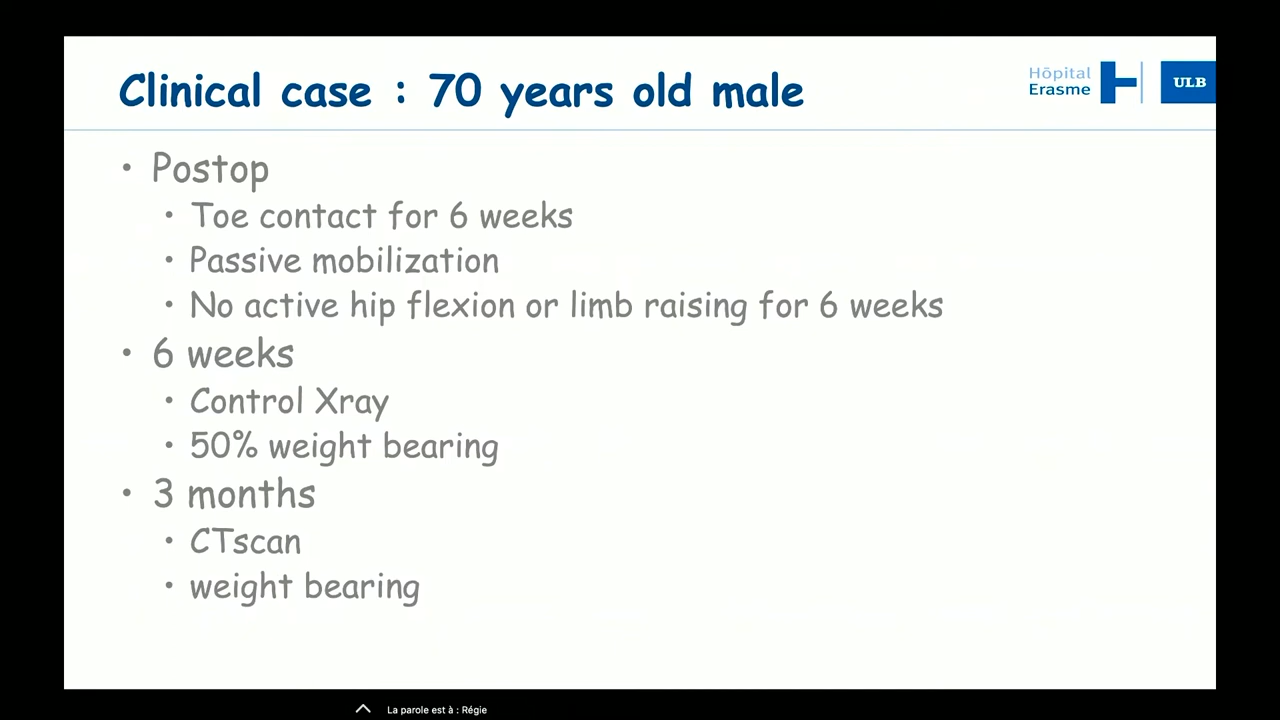 Clinical case : 70 years old male
Hôpital
Erasme
ULB
• Postop
• Toe contact for 6 weeks
• Passive mobilization
• No active hip flexion or limb raising for 6 weeks
• 6 weeks
• Control Xray
• 50% weight bearing
• 3 months
• CTscan
• weight bearing
La parole est à : Régie